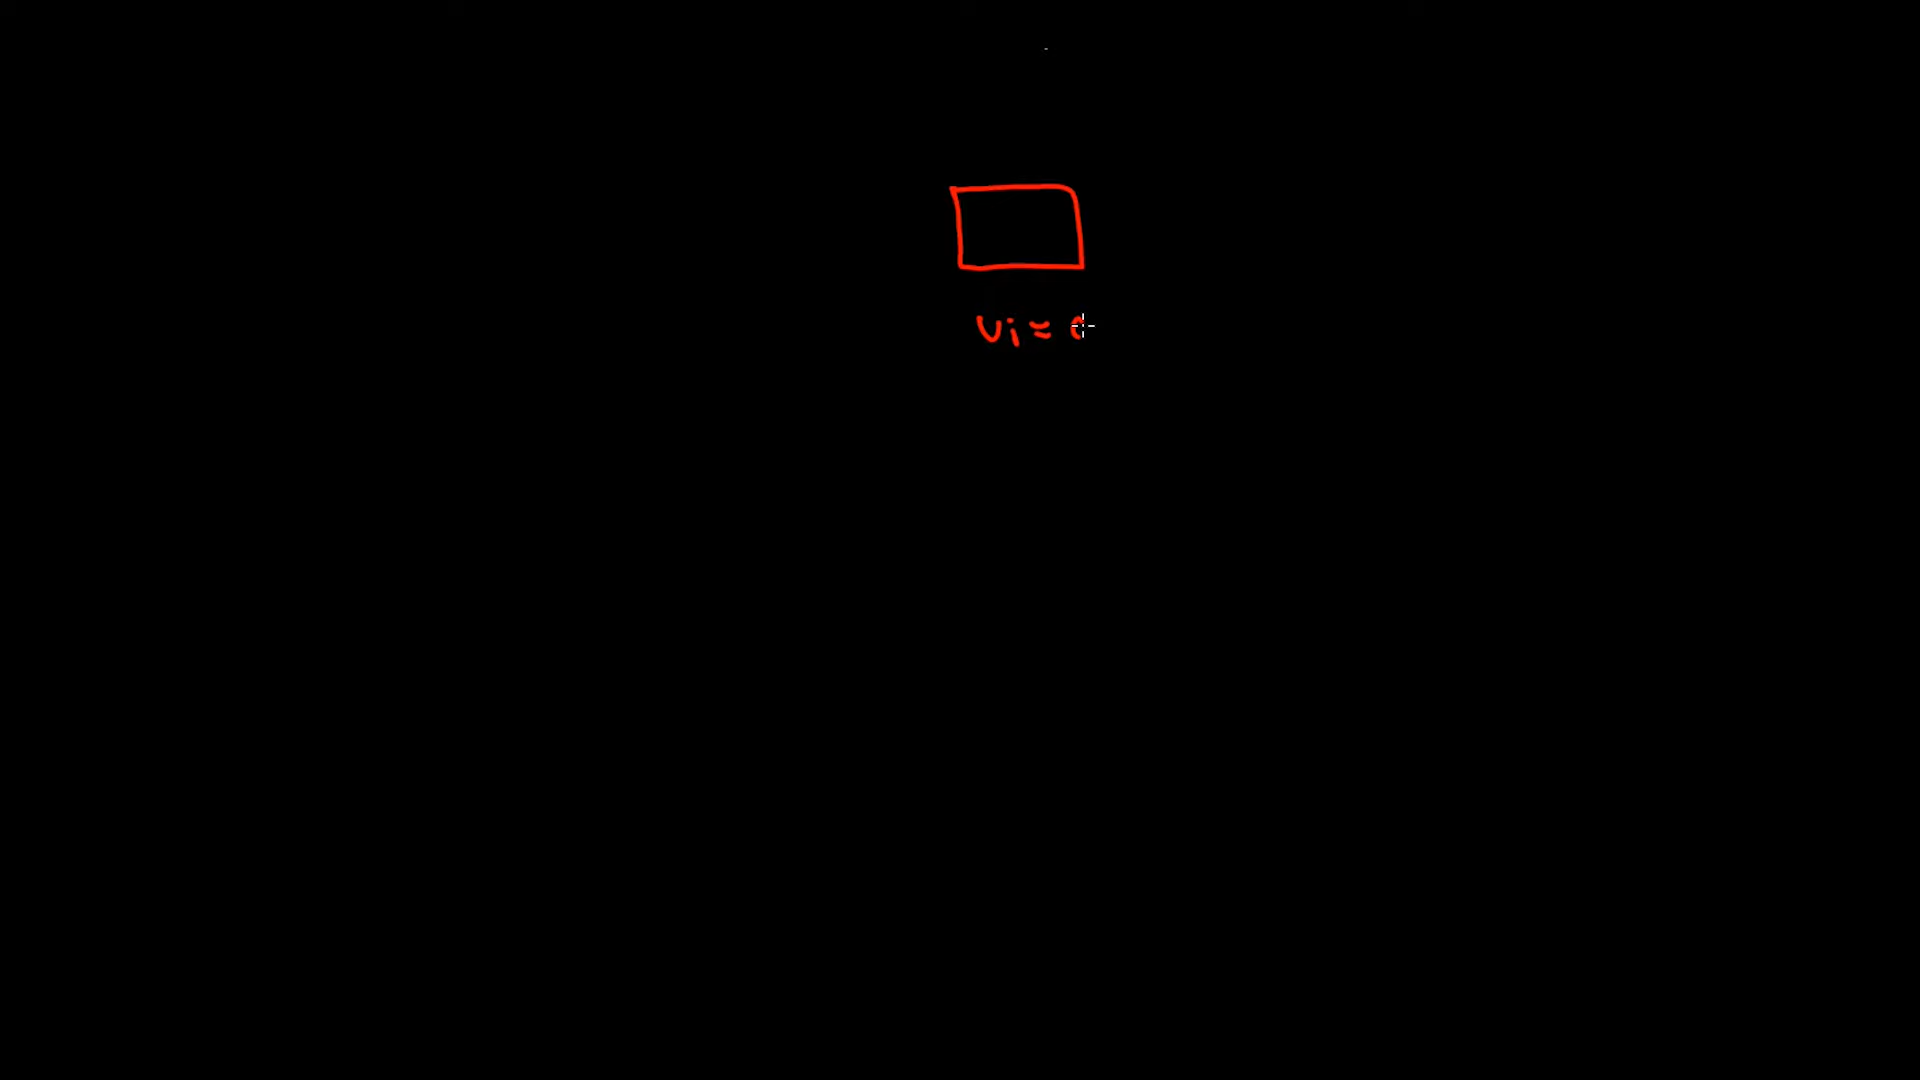 vi =